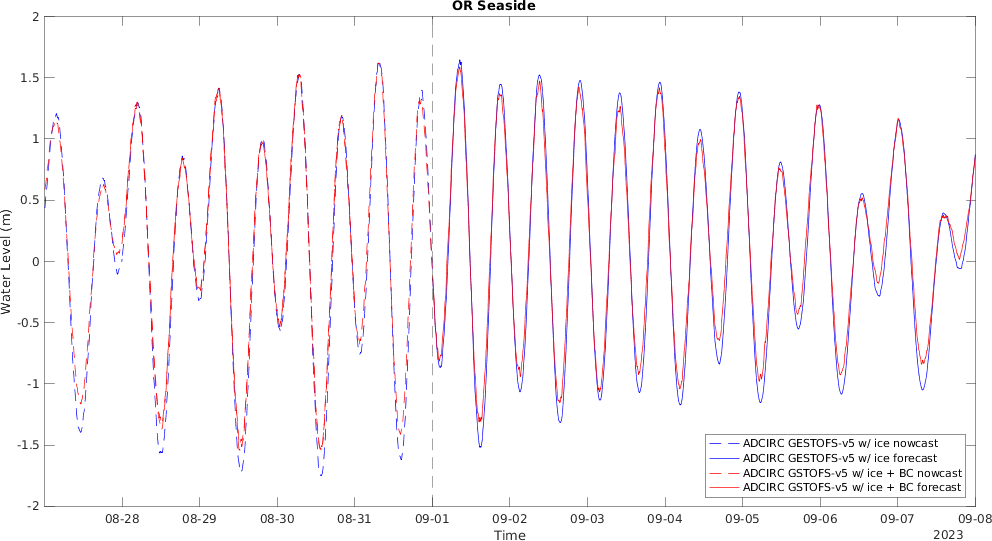 OR Seaside
2
1.5
1
0.5
0
-0.5
-1
-1.5
-2
Water Level (m)
08-28 08-29 08-30 08-31 09-01 09-02 09-03 09-04 09-05 09-06 09-07 09-08
Time
2023
ADCIRC GESTOFS-v5 w/ ice nowcast
ADCIRC GESTOFS-v5 w/ ice forecast
ADCIRC GSTOFS-v5 w/ ice + BC nowcast
ADCIRC GSTOFS-v5 w/ ice + BC forecast